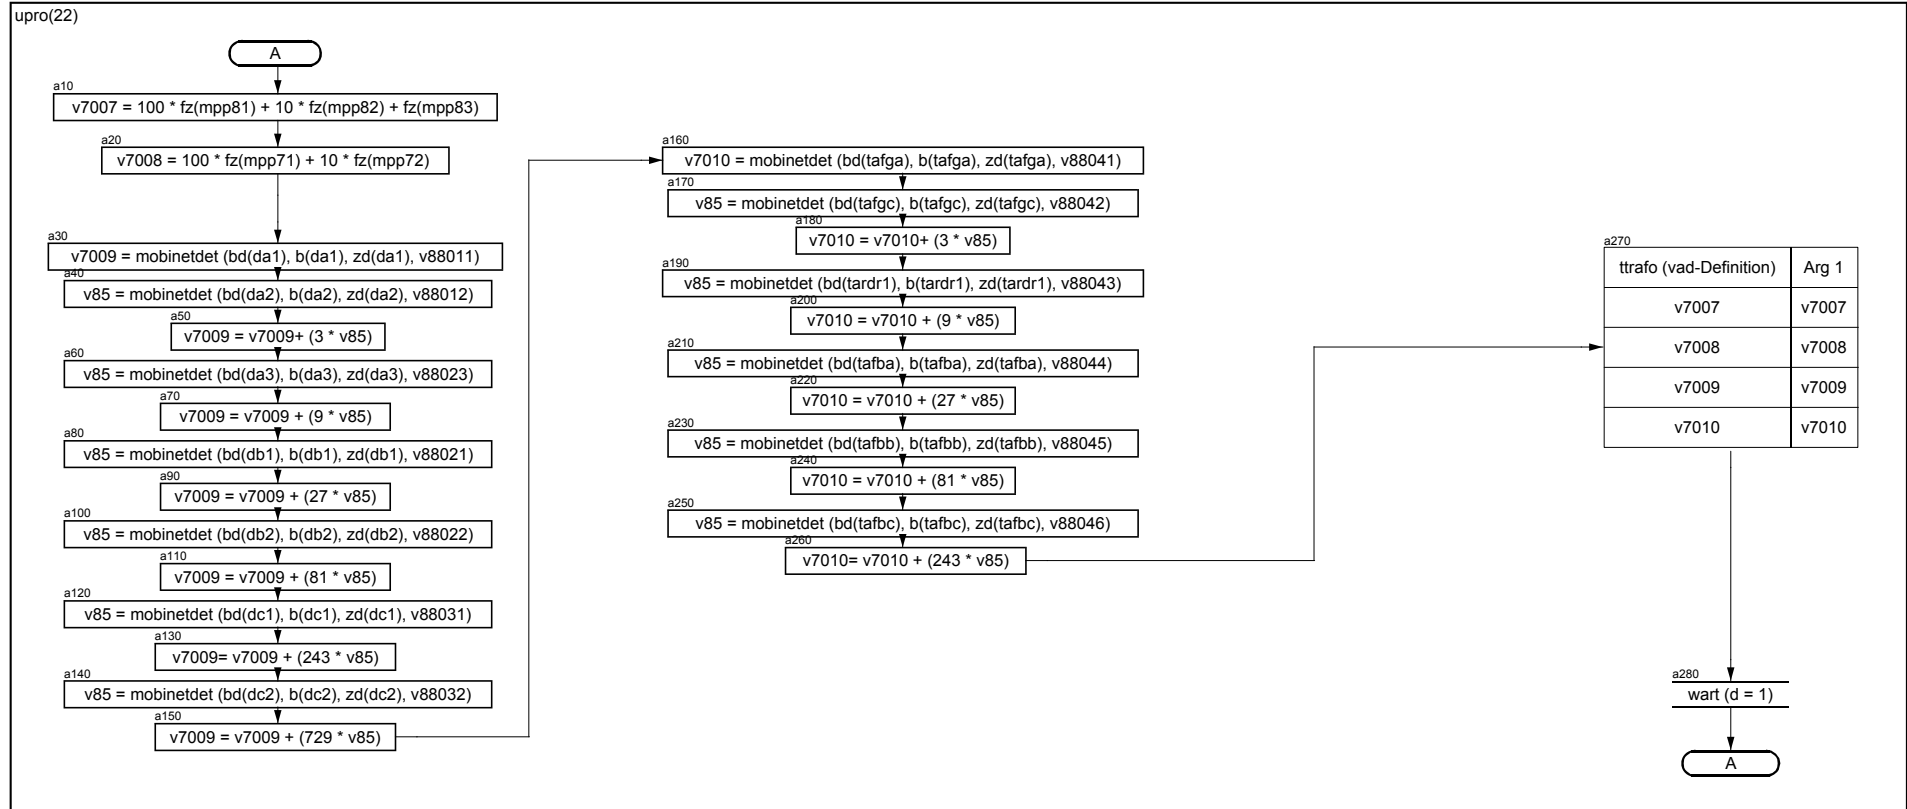 upro(22)
A
a10
v7007 = 100 * fz(mpp81) + 10 * fz(mpp82) + fz(mpp83)
a20
v7008 = 100 * fz(mpp71) + 10 * fz(mpp72)
a30
v7009 = mobinetdet (bd(da1), b(da1), zd(da1), v88011)
a40
v85 = mobinetdet (bd(da2), b(da2), zd(da2), v88012)
a50
v7009 = v7009+ (3 * v85)
a60
v85 = mobinetdet (bd(da3), b(da3), zd(da3), v88023)
a70
v7009 = v7009 + (9 * v85)
a80
v85 = mobinetdet (bd(db1), b(db1), zd(db1), v88021)
a90
v7009 = v7009 + (27 * v85)
a100
v85 = mobinetdet (bd(db2), b(db2), zd(db2), v88022)
a110
v7009 = v7009 + (81 * v85)
a120
v85 = mobinetdet (bd(dc1), b(dc1), zd(dc1), v88031)
a130
v7009= v7009 + (243 * v85)
a140
v85 = mobinetdet (bd(dc2), b(dc2), zd(dc2), v88032)
a150
v7009 = v7009 + (729 * v85)
a160
v7010 = mobinetdet (bd(tafga), b(tafga), zd(tafga), v88041)
a170
v85 = mobinetdet (bd(tafgc), b(tafgc), zd(tafgc), v88042)
a180
v7010 = v7010+ (3 * v85)
a190
v85 = mobinetdet (bd(tardr1), b(tardr1), zd(tardr1), v88043)
a200
v7010 = v7010 + (9 * v85)
a210
v85 = mobinetdet (bd(tafba), b(tafba), zd(tafba), v88044)
a220
v7010 = v7010 + (27 * v85)
a230
v85 = mobinetdet (bd(tafbb), b(tafbb), zd(tafbb), v88045)
a240
v7010 = v7010 + (81 * v85)
a250
v85 = mobinetdet (bd(tafbc), b(tafbc), zd(tafbc), v88046)
a260
v7010= v7010 + (243 * v85)
a270
ttrafo (vad-Definition) Arg 1
v7007 v7007
v7008 v7008
v7009 v7009
v7010 v7010
a280
wart (d = 1)
A